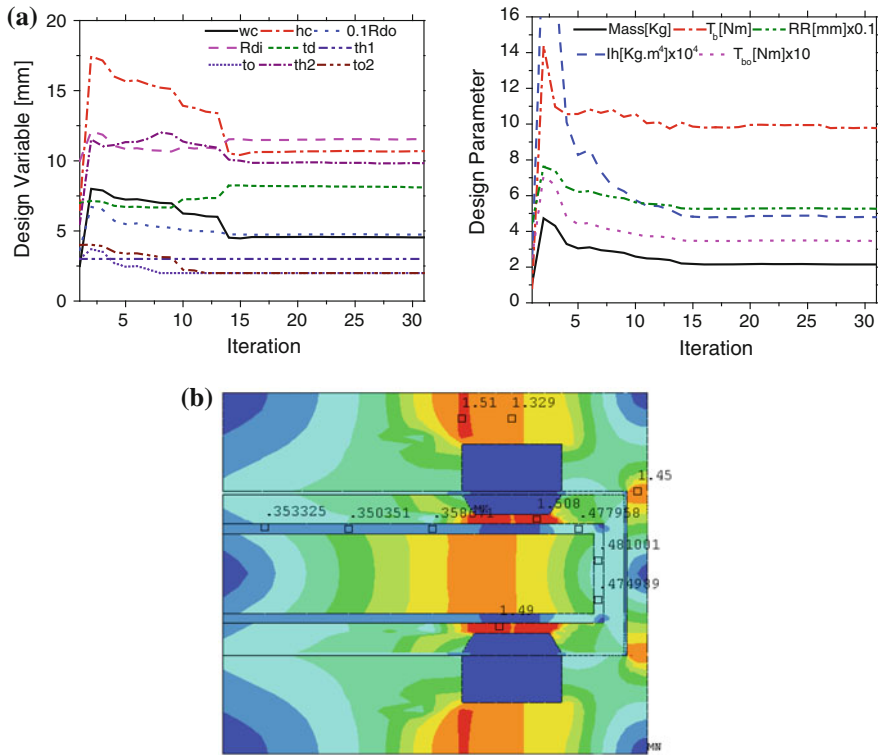 (a)
wc hc 0.1Rdo
Rdi td th1
to th2 to2
Design Variable [mm]
20
15
10
5
0
5 10 15 20 25 30
Iteration
Mass[Kg] Tb[Nm] RR[mm]x0.1
Ih[Kg.m⁴]x10⁴ Tbo[Nm]x10
Design Parameter
16
14
12
10
8
6
4
2
0
5 10 15 20 25 30
Iteration
(b)
1.51 1.329
1.45
MN
.353325 .350351 1.508 .477958
.481001
.474989
1.49
MN